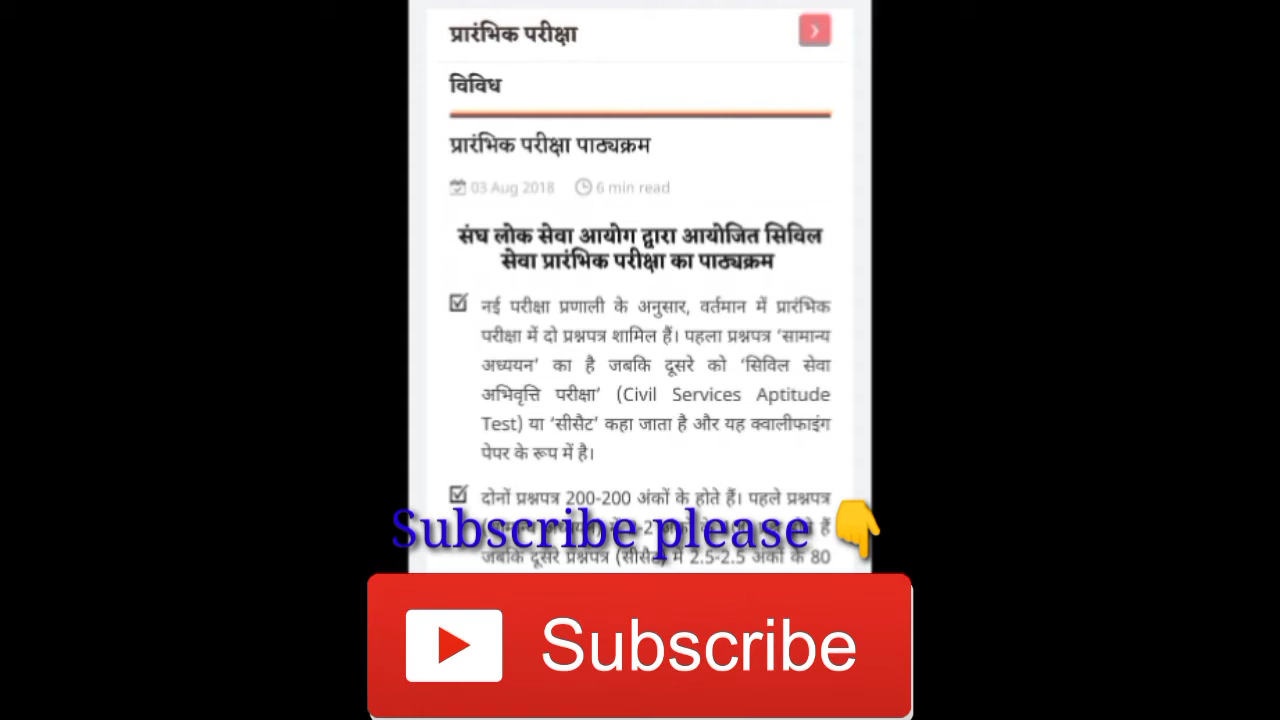 प्रारंभिक परीक्षा
विविध
प्रारंभिक परीक्षा पाठ्यक्रम
03 Aug 2018 6 min read
संघ लोक सेवा आयोग द्वारा आयोजित सिविल
सेवा प्रारंभिक परीक्षा का पाठ्यक्रम
नई परीक्षा प्रणाली के अनुसार, वर्तमान में प्रारंभिक
परीक्षा में दो प्रश्नपत्र शामिल हैं। पहला प्रश्नपत्र ‘सामान्य
अध्ययन’ का है जबकि दूसरे को ‘सिविल सेवा
अभिवृत्ति परीक्षा’ (Civil Services Aptitude
Test) या ‘सीसैट’ कहा जाता है और यह क्वालीफाइंग
पेपर के रूप में है।
दोनों प्रश्नपत्र 200-200 अंकों के होते हैं। पहले प्रश्नपत्र
Subscribe please 👇
जबकि दूसरे प्रश्नपत्र (सीसैट) में 2.5-2.5 अंकों के 80
Subscribe